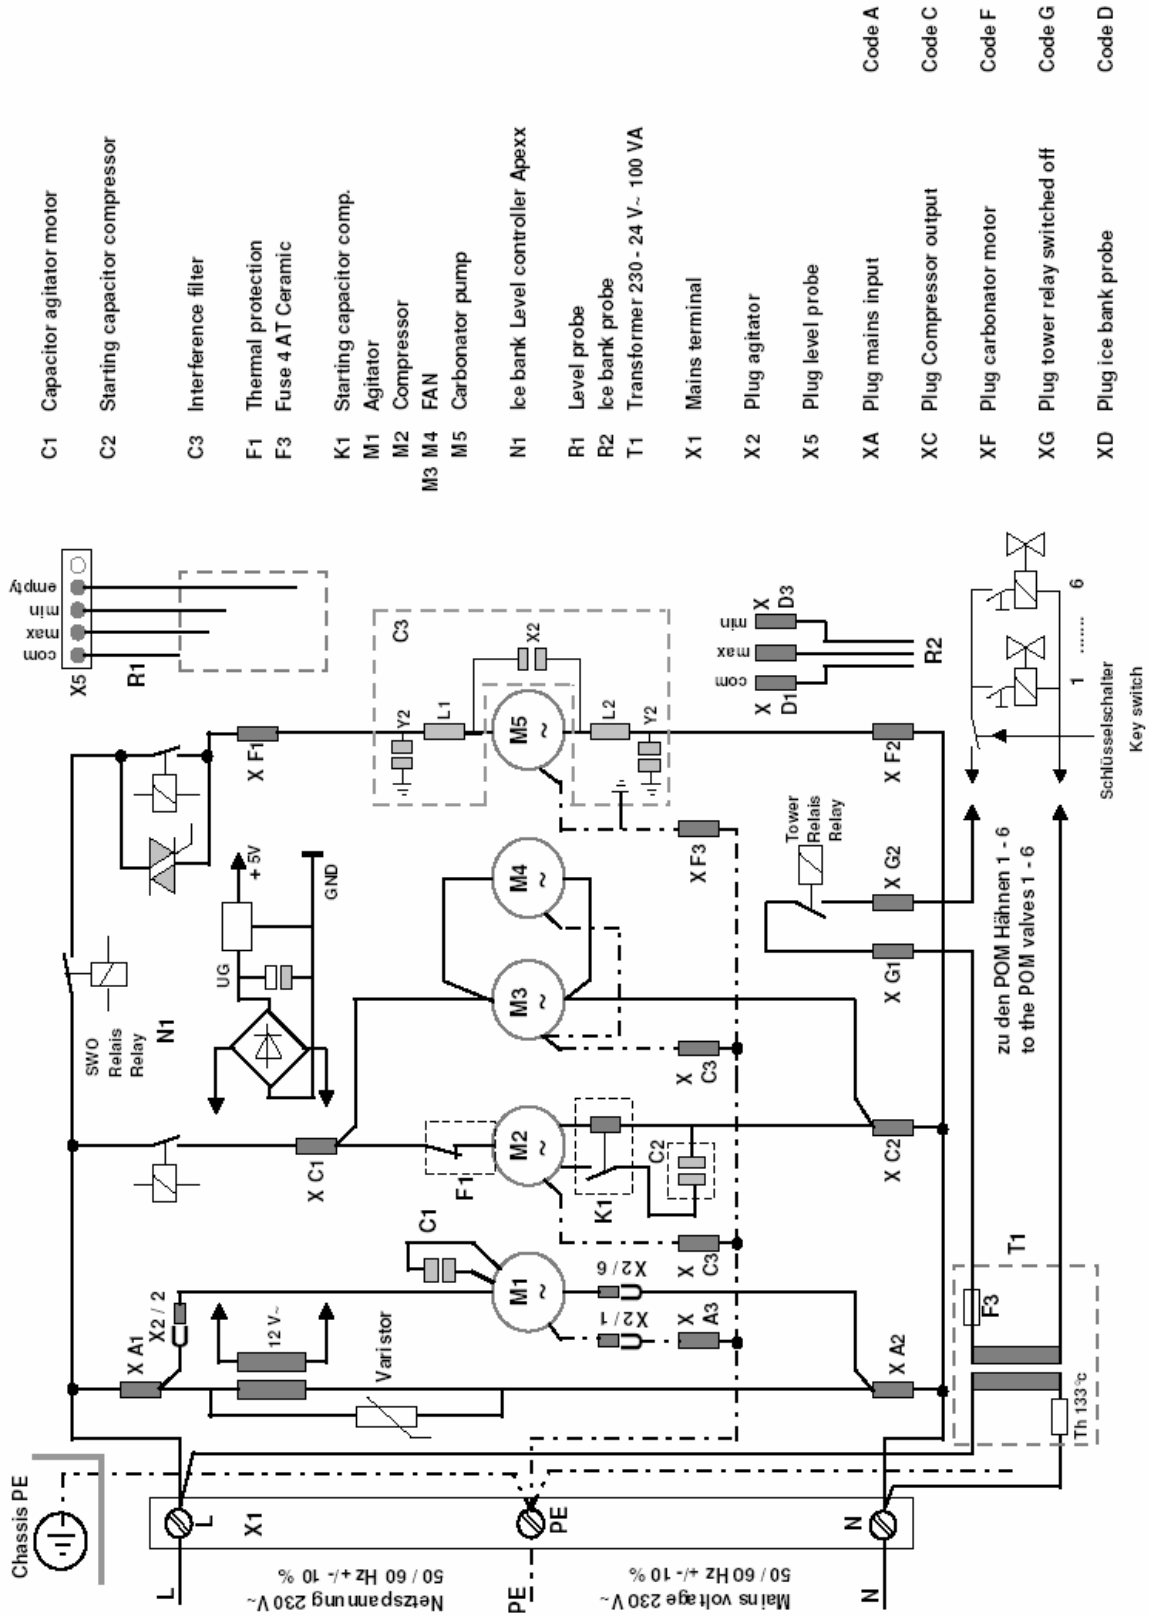 Chassis PE
L
PE
N
Netzspannung 230 V~
50 / 60 Hz +/- 10 %
Mains voltage 230 V~
50 / 60 Hz +/- 10 %
L
X1
PE
N
X A1
X2 / 2
12 V~
Varistor
C1
M1
~
X2 / 6
X2 / 1
X
A3
X
C3
X A2
T1
F3
Th 133°c
SWO
Relais
Relay
N1
X C1
F1
M2
~
K1
C2
X C2
UG
+ 5V
GND
M3
~
M4
~
X
C3
X F1
C3
Y2
L1
M5
~
X2
L2
Y2
X F3
X F2
X G1
X G2
Tower
Relais
Relay
zu den POM Hähnen 1 - 6
to the POM valves 1 - 6
X5
com
max
min
empty
R1
com
max
min
X
D1
X
D3
R2
1 ....... 6
Schlüsselschalter
Key switch
C1 Capacitor agitator motor
C2 Starting capacitor compressor
C3 Interference filter
F1 Thermal protection
F3 Fuse 4 AT Ceramic
K1 Starting capacitor comp.
M1 Agitator
M2 Compressor
M3 M4 FAN
M5 Carbonator pump
N1 Ice bank Level controller Apexx
R1 Level probe
R2 Ice bank probe
T1 Transformer 230 - 24 V~ 100 VA
X1 Mains terminal
X2 Plug agitator
X5 Plug level probe
XA Plug mains input Code A
XC Plug Compressor output Code C
XF Plug carbonator motor Code F
XG Plug tower relay switched off Code G
XD Plug ice bank probe Code D